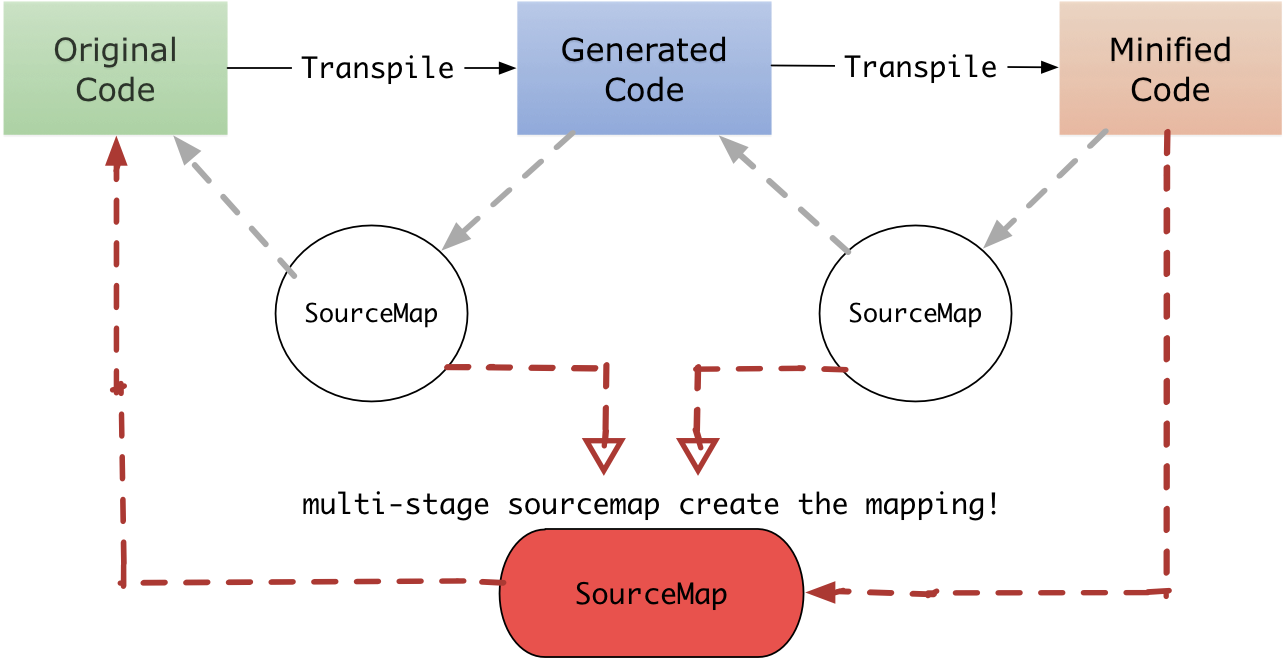 Original
Code
Transpile
Generated
Code
Transpile
Minified
Code
SourceMap
SourceMap
multi-stage sourcemap create the mapping!
SourceMap